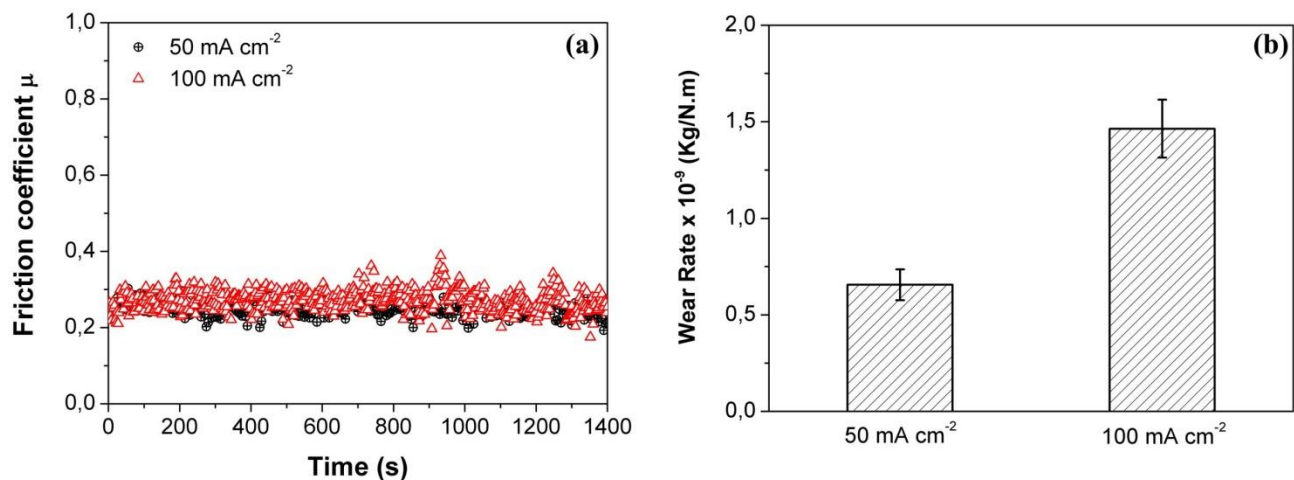 (a)
50 mA cm⁻²
100 mA cm⁻²
Friction coefficient μ
1,0
0,8
0,6
0,4
0,2
0,0
0 200 400 600 800 1000 1200 1400
Time (s)
(b)
Wear Rate x 10⁻⁹ (Kg/N.m)
2,0
1,5
1,0
0,5
0,0
50 mA cm⁻² 100 mA cm⁻²